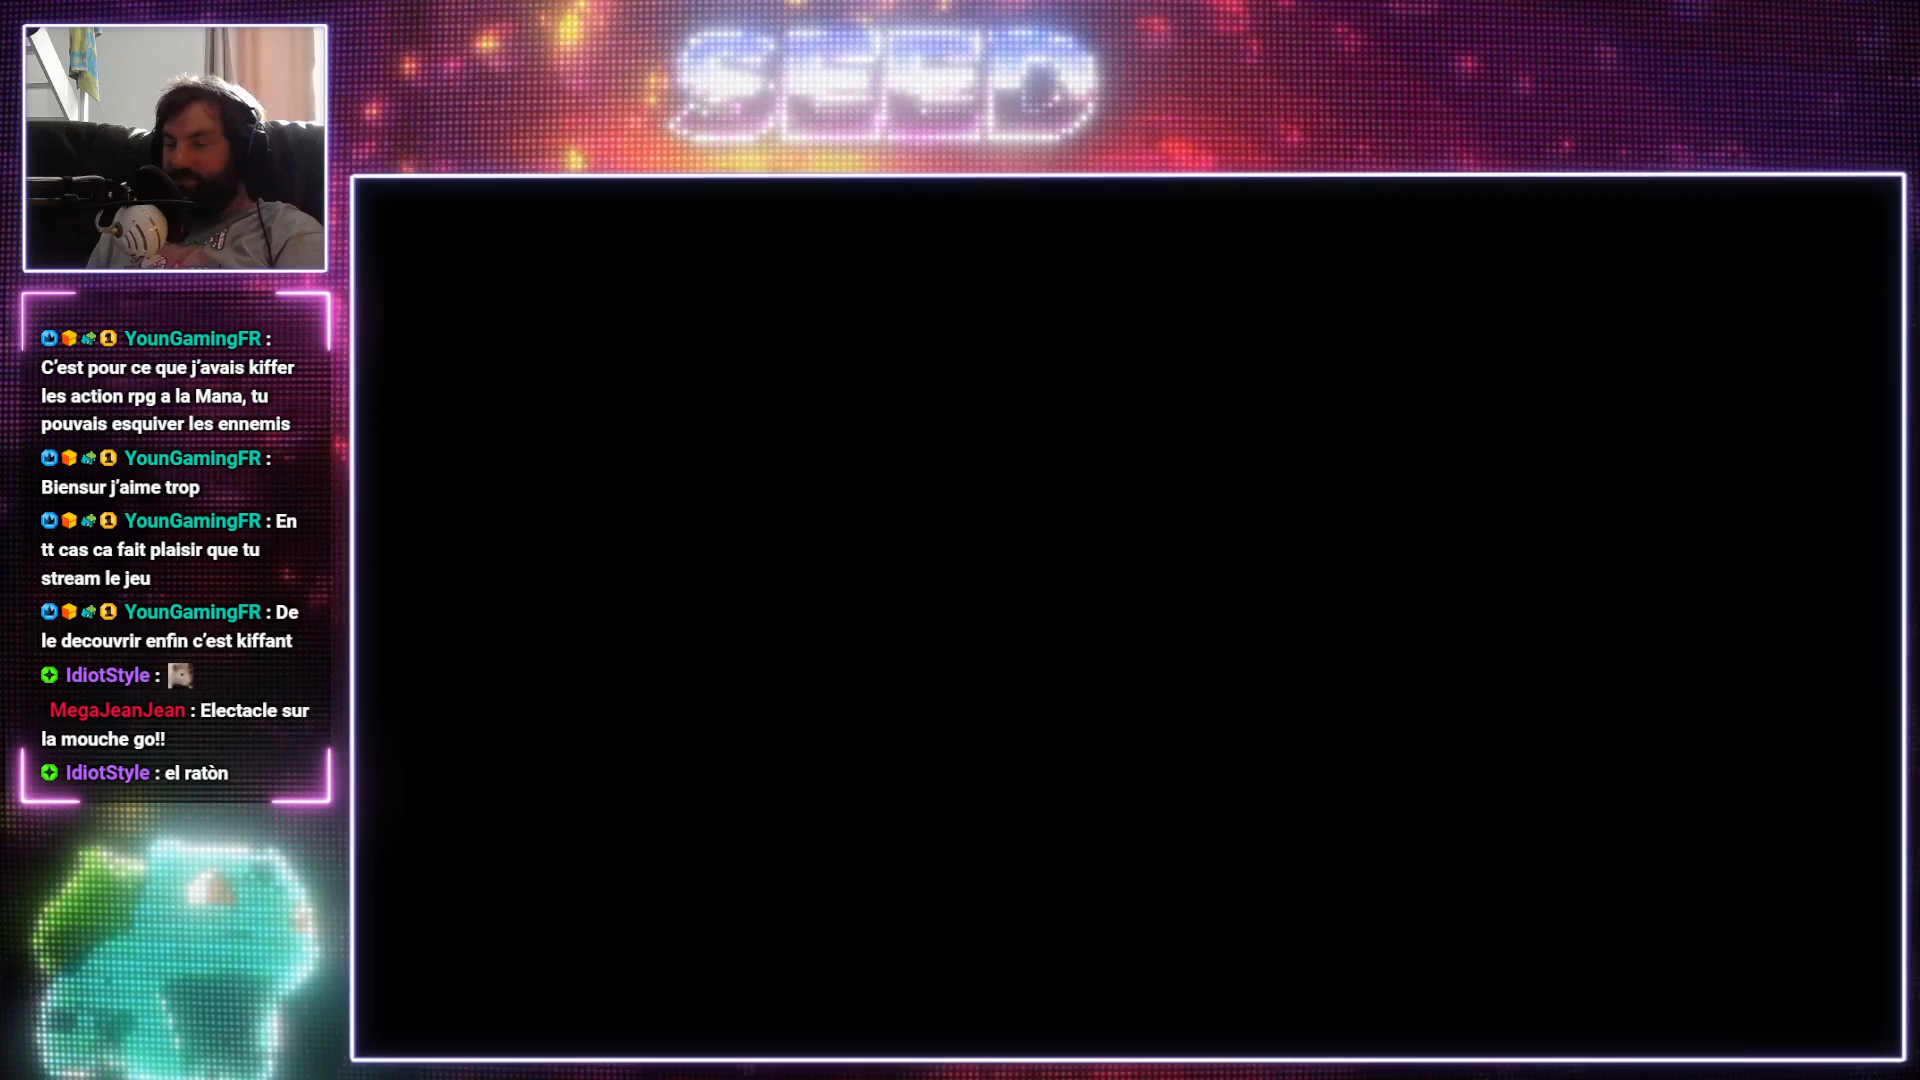 SEED
YounGamingFR :
C'est pour ce que j'avais kiffer
les action rpg a la Mana, tu
pouvais esquiver les ennemis
YounGamingFR :
Biensur j'aime trop
YounGamingFR : En
tt cas ca fait plaisir que tu
stream le jeu
YounGamingFR : De
le decouvrir enfin c'est kiffant
IdiotStyle :
MegaJeanJean : Electacle sur
la mouche go!!
IdiotStyle : el ratòn